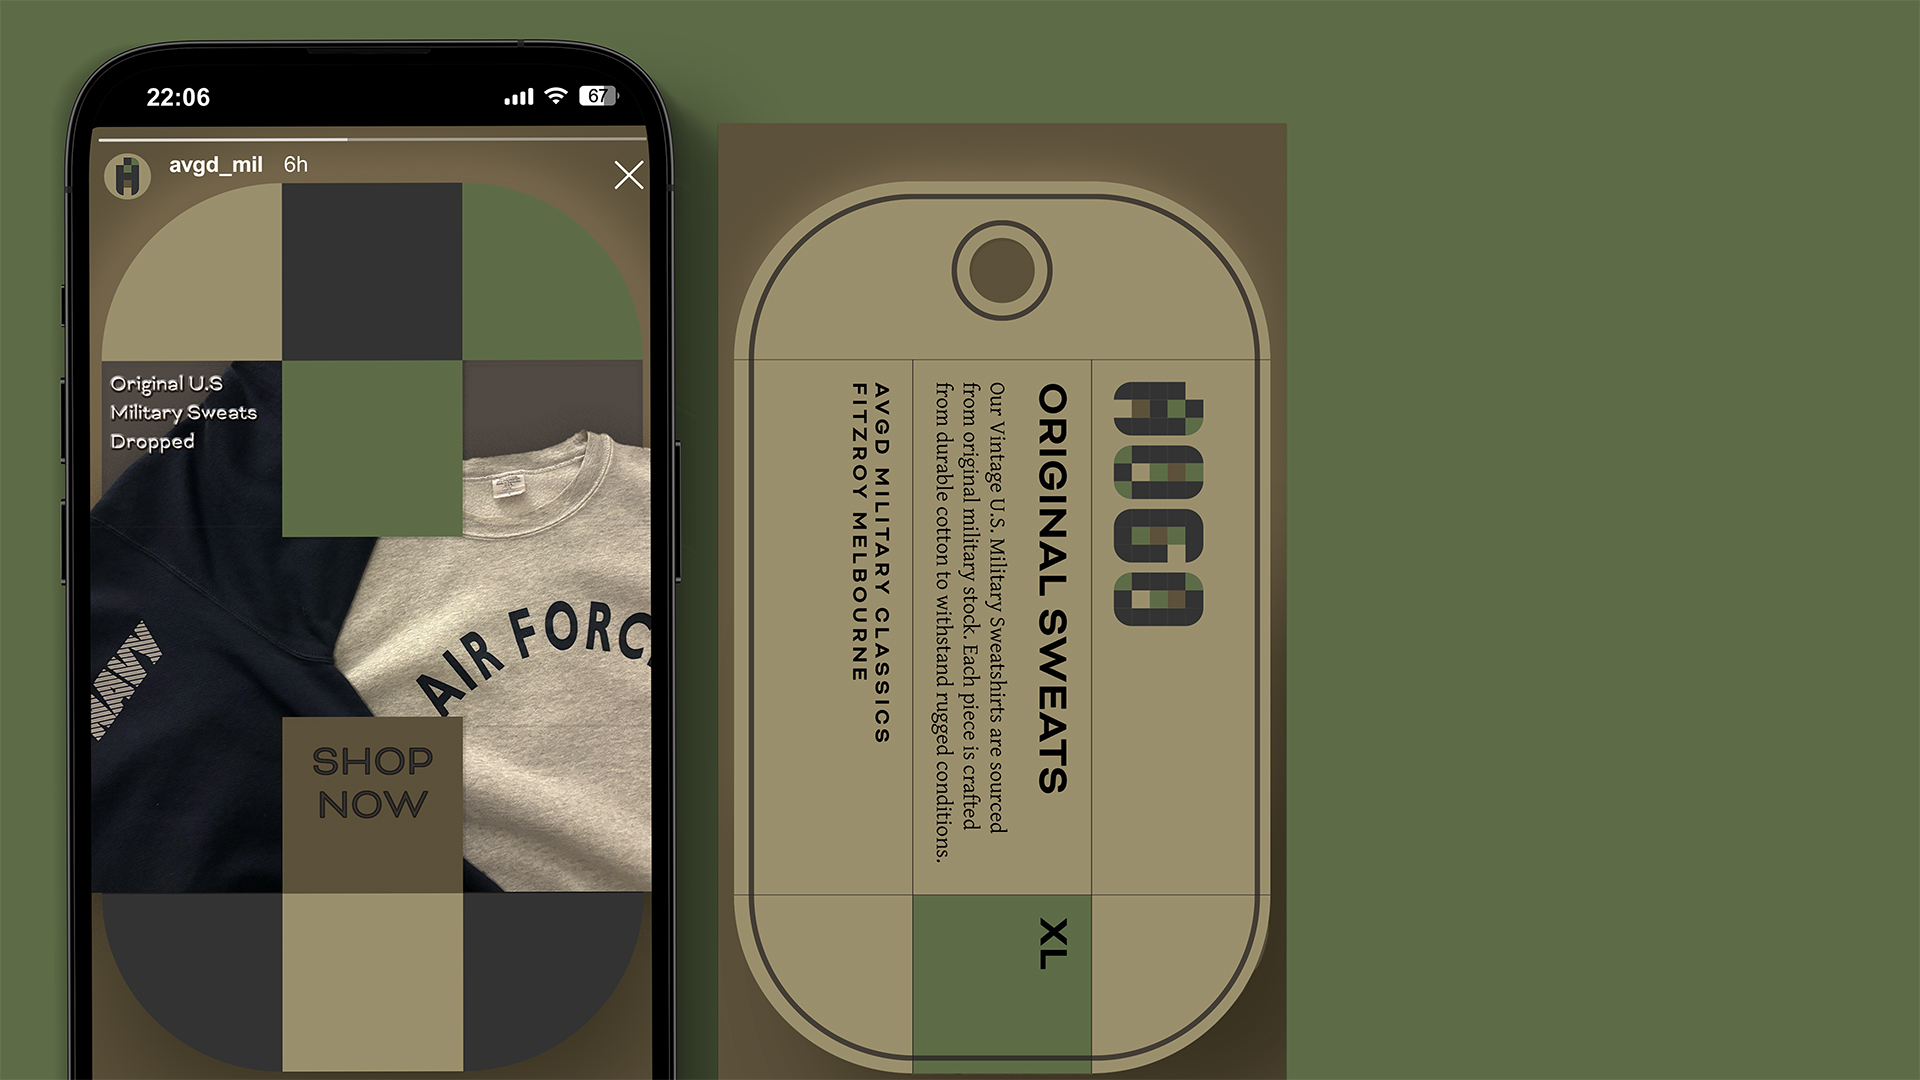 22:06
67
avgd_mil 6h
Original U.S
Military Sweats
Dropped
AIR FORC
SHOP
NOW
AVGD
ORIGINAL SWEATS
Our Vintage U.S. Military Sweatshirts are sourced
from original military stock. Each piece is crafted
from durable cotton to withstand rugged conditions.
AVGD MILITARY CLASSICS
FITZROY MELBOURNE
XL